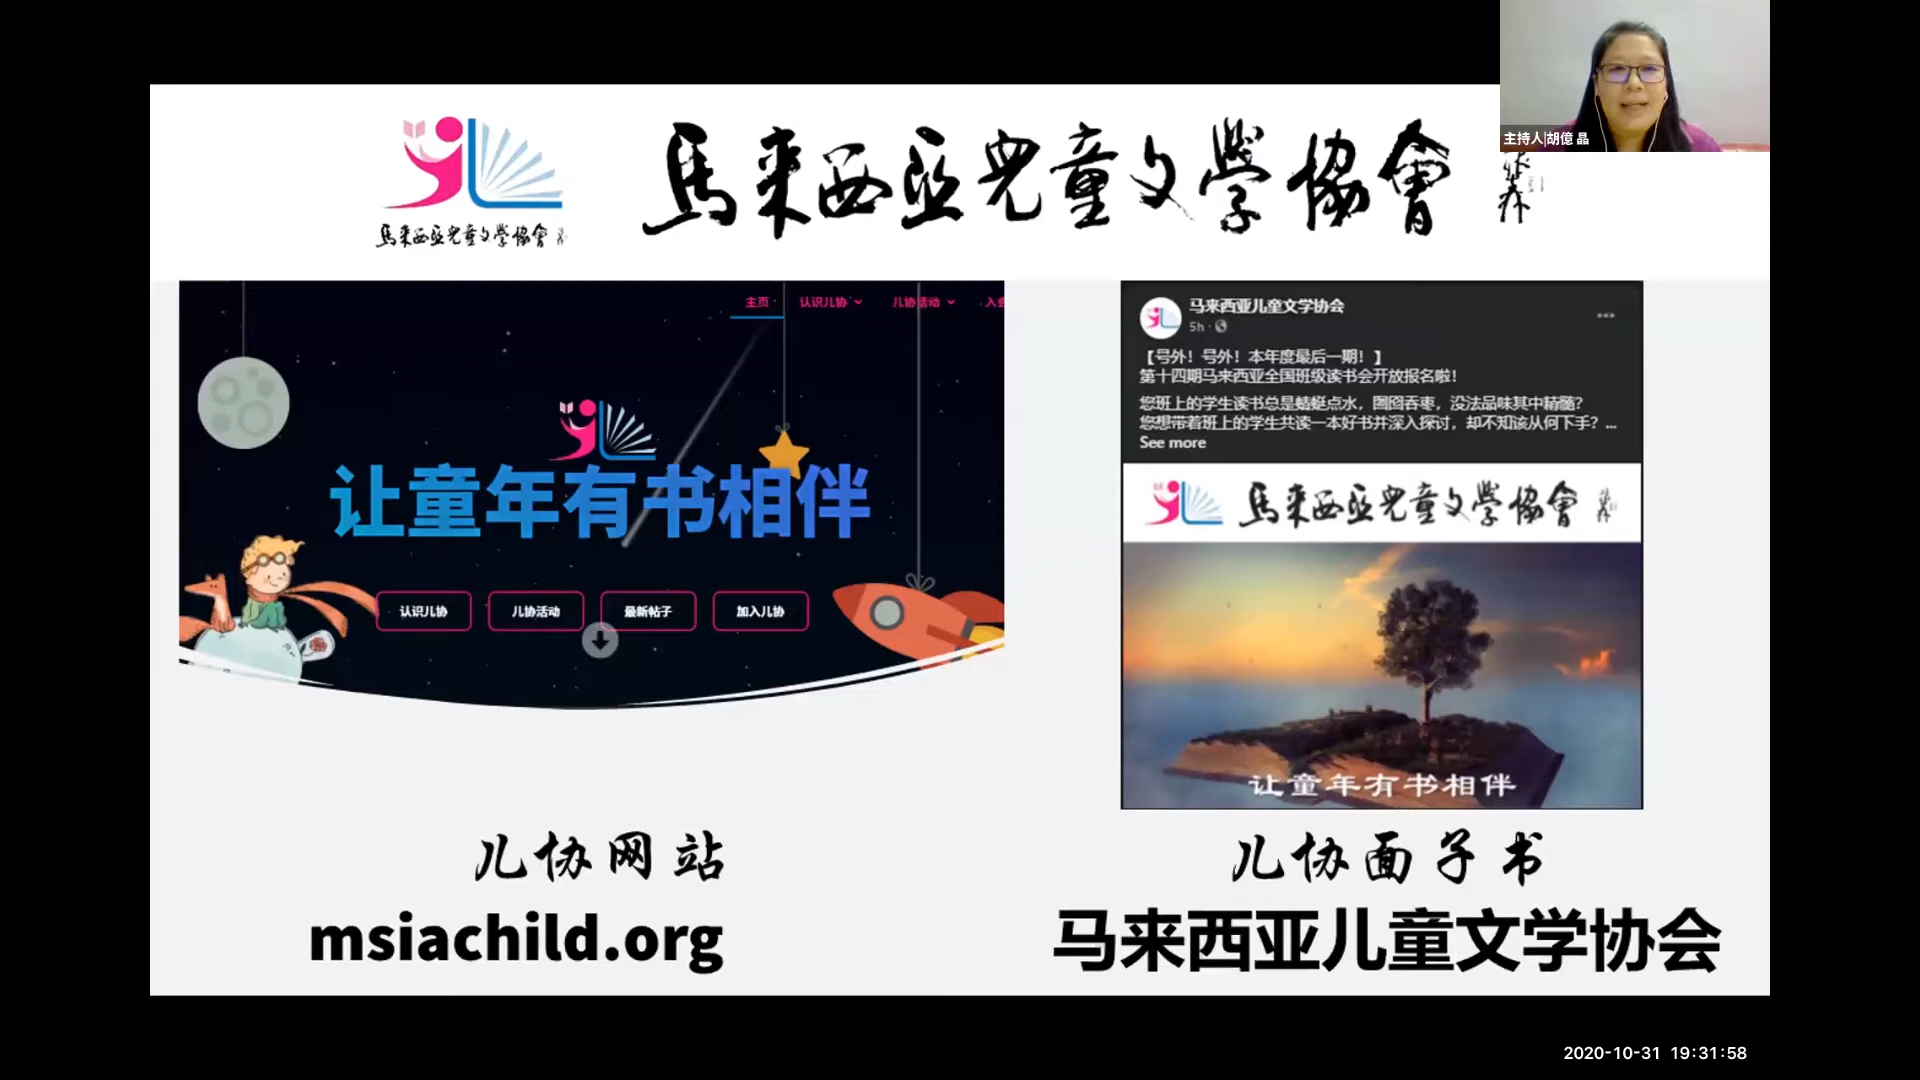 主持人|胡億 晶
馬来西亚兒童文學協會
馬来西亚兒童文學協會
主页
认识儿协
儿协活动
让童年有书相伴
认识儿协
儿协活动
最新帖子
加入儿协
马来西亚儿童文学协会
5h
【号外！号外！本年度最后一期！】
第十四期马来西亚全国班级读书会开放报名啦！
您班上的学生读书总是蜻蜓点水，囫囵吞枣，没法品味其中精髓？
您想带着班上的学生共读一本好书并深入探讨，却不知该从何下手？...
See more
馬来西亚兒童文學協會
让童年有书相伴
儿协网站
msiachild.org
儿协面子书
马来西亚儿童文学协会
2020-10-31 19:31:58